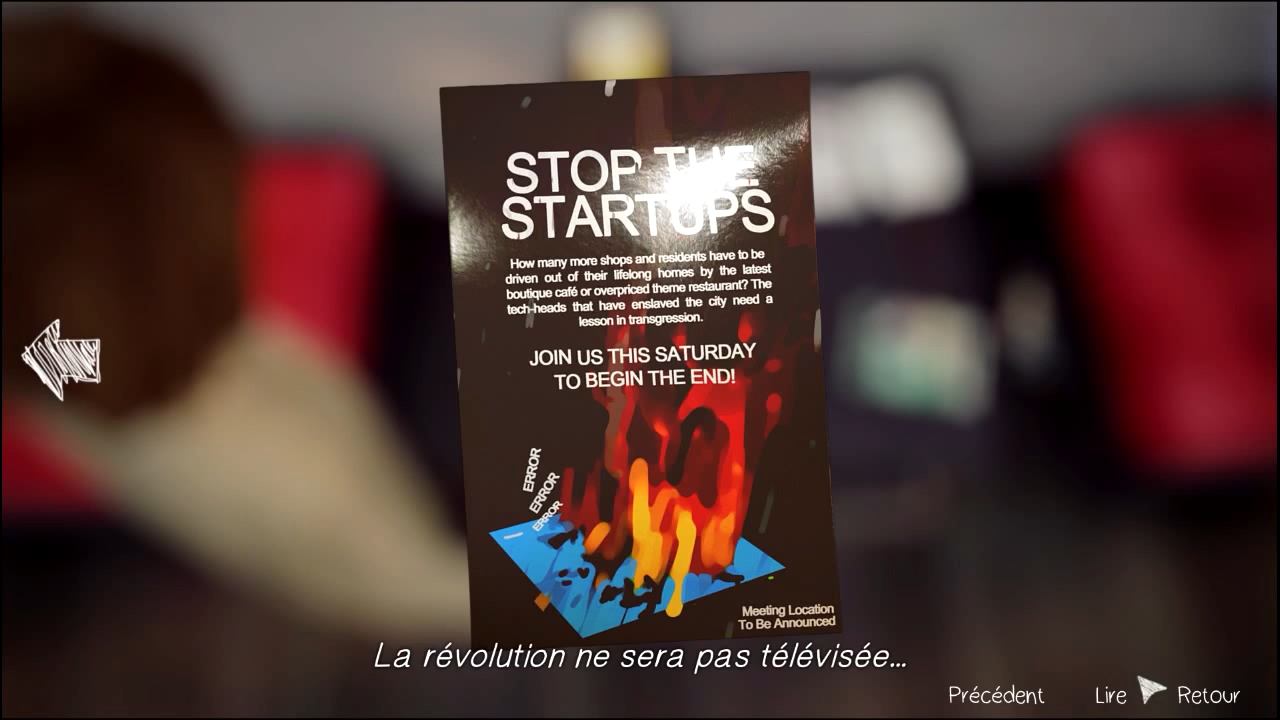 STOP THE
STARTUPS
How many more shops and residents have to be
driven out of their lifelong homes by the latest
boutique café or overpriced theme restaurant? The
tech-heads that have enslaved the city need a
lesson in transgression.
JOIN US THIS SATURDAY
TO BEGIN THE END!
ERROR
ERROR
ERROR
Meeting Location
To Be Announced
La révolution ne sera pas télévisée...
Précédent Lire Retour